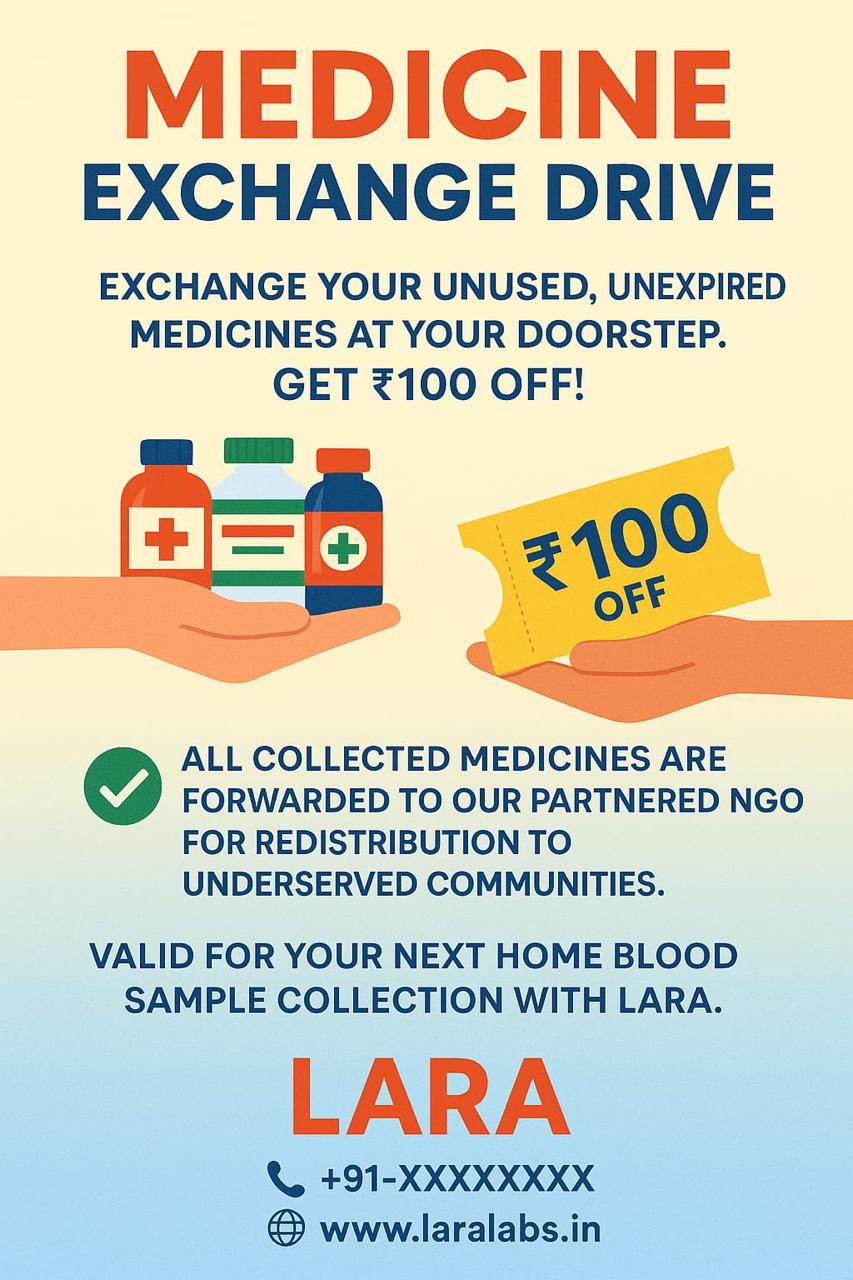 MEDICINE
EXCHANGE DRIVE
EXCHANGE YOUR UNUSED, UNEXPIRED
MEDICINES AT YOUR DOORSTEP.
GET ₹100 OFF!
₹100
OFF
ALL COLLECTED MEDICINES ARE
FORWARDED TO OUR PARTNERED NGO
FOR REDISTRIBUTION TO
UNDERSERVED COMMUNITIES.
VALID FOR YOUR NEXT HOME BLOOD
SAMPLE COLLECTION WITH LARA.
LARA
+91-XXXXXXXX
www.laralabs.in